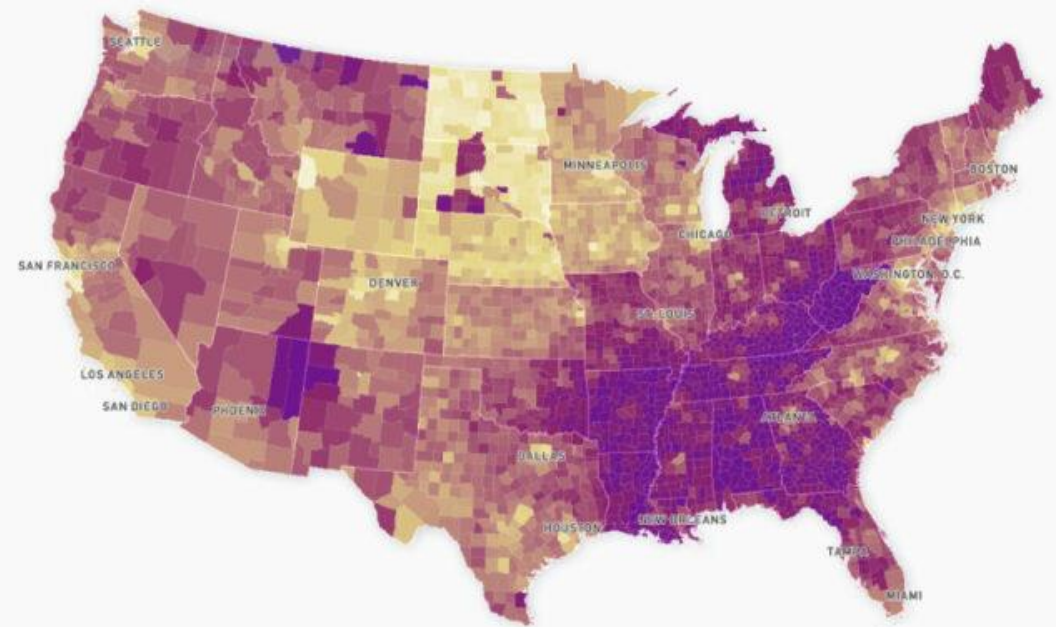 SEATTLE
MINNEAPOLIS
BOSTON
DETROIT
NEW YORK
CHICAGO
PHILADELPHIA
SAN FRANCISCO
WASHINGTON, D.C.
DENVER
ST. LOUIS
LOS ANGELES
SAN DIEGO
PHOENIX
ATLANTA
DALLAS
HOUSTON
NEW ORLEANS
TAMPA
MIAMI